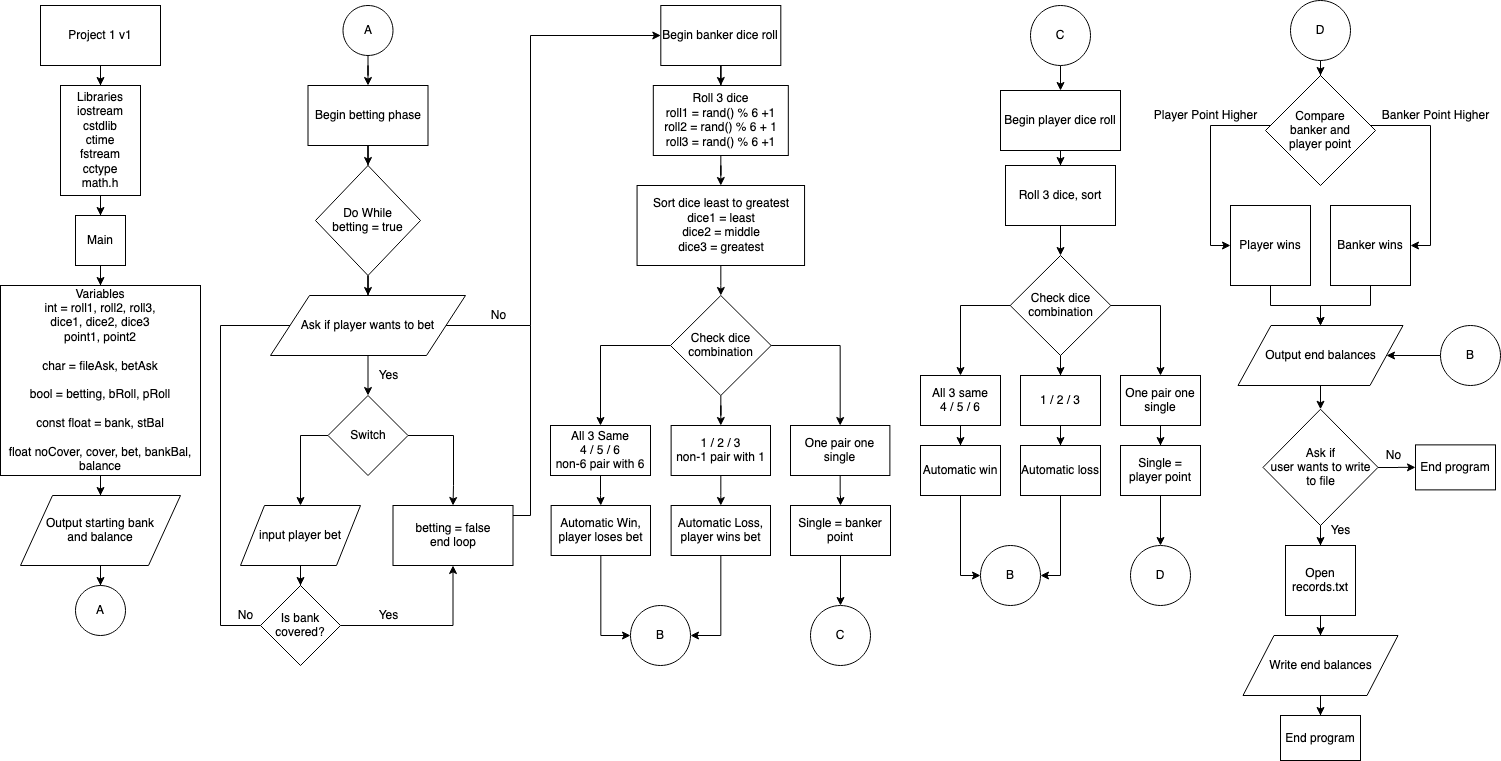 Project 1 v1
Libraries
iostream
cstdlib
ctime
fstream
cctype
math.h
Main
Variables
int = roll1, roll2, roll3,
dice1, dice2, dice3
point1, point2
char = fileAsk, betAsk
bool = betting, bRoll, pRoll
const float = bank, stBal
float noCover, cover, bet, bankBal,
balance
Output starting bank
and balance
A
A
Begin betting phase
Do While
betting = true
Ask if player wants to bet
No
Yes
Switch
input player bet
betting = false
end loop
Is bank
covered?
No
Yes
Begin banker dice roll
Roll 3 dice
roll1 = rand() % 6 +1
roll2 = rand() % 6 + 1
roll3 = rand() % 6 +1
Sort dice least to greatest
dice1 = least
dice2 = middle
dice3 = greatest
Check dice
combination
All 3 Same
4 / 5 / 6
non-6 pair with 6
1 / 2 / 3
non-1 pair with 1
One pair one
single
Automatic Win,
player loses bet
Automatic Loss,
player wins bet
Single = banker
point
B
C
C
Begin player dice roll
Roll 3 dice, sort
Check dice
combination
All 3 same
4 / 5 / 6
1 / 2 / 3
One pair one
single
Automatic win
Automatic loss
Single =
player point
B
D
D
Compare
banker and
player point
Player Point Higher
Banker Point Higher
Player wins
Banker wins
Output end balances
B
Ask if
user wants to write
to file
No
End program
Yes
Open
records.txt
Write end balances
End program